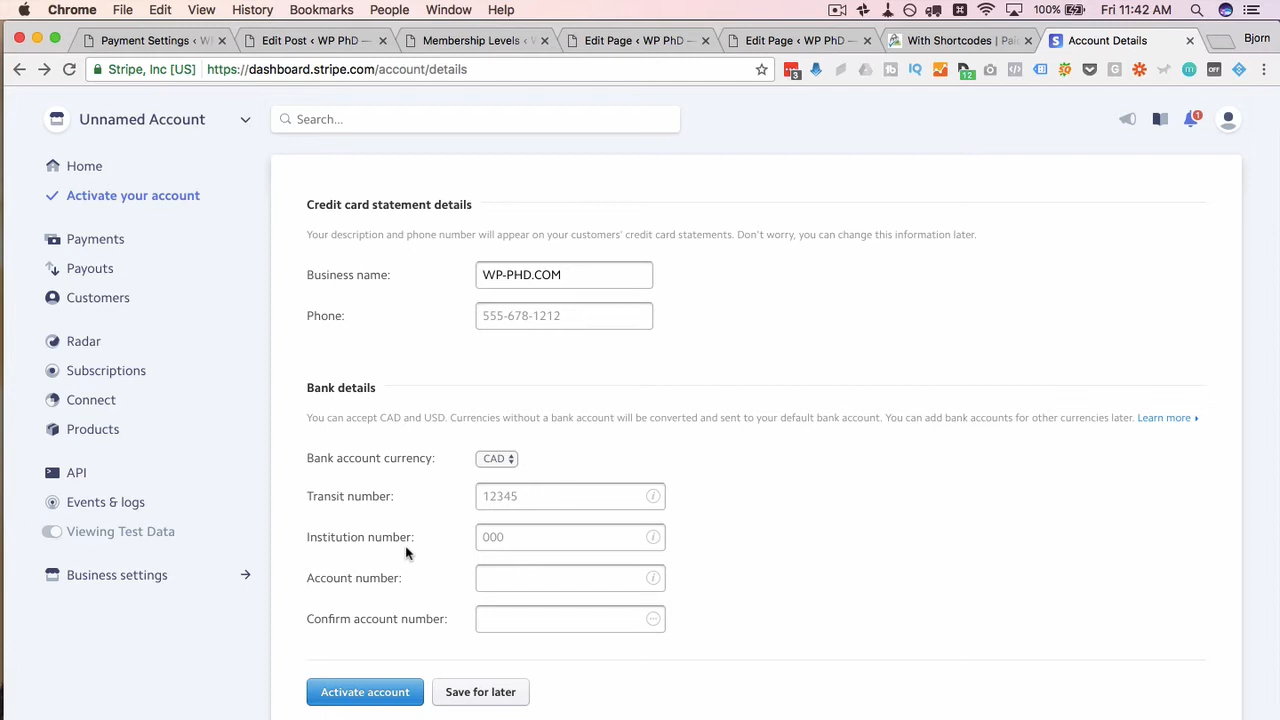 Chrome File Edit View History Bookmarks People Window Help 100% Fri 11:42 AM
Payment Settings ‹ W Edit Post ‹ WP PhD — Membership Levels ‹ W Edit Page ‹ WP PhD — Edit Page ‹ WP PhD — With Shortcodes | Paid Account Details Bjorn
Stripe, Inc [US] https://dashboard.stripe.com/account/details
Unnamed Account
Search...
Home
Activate your account
Payments
Payouts
Customers
Radar
Subscriptions
Connect
Products
API
Events & logs
Viewing Test Data
Business settings
Credit card statement details
Your description and phone number will appear on your customers' credit card statements. Don't worry, you can change this information later.
Business name: WP-PHD.COM
Phone: 555-678-1212
Bank details
You can accept CAD and USD. Currencies without a bank account will be converted and sent to your default bank account. You can add bank accounts for other currencies later. Learn more
Bank account currency: CAD
Transit number: 12345
Institution number: 000
Account number:
Confirm account number:
Activate account Save for later